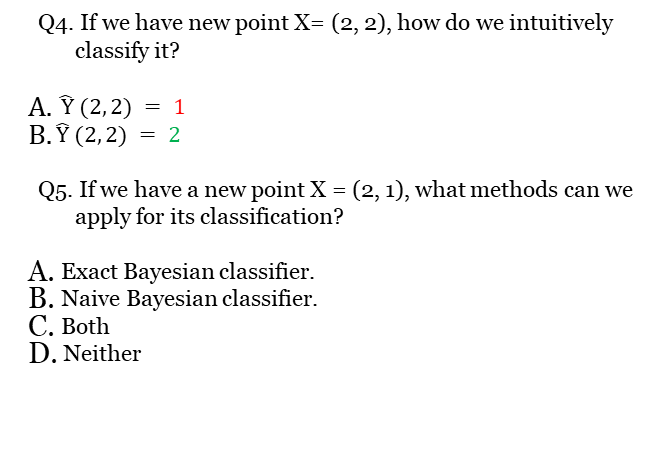 Q4. If we have new point X= (2, 2), how do we intuitively
classify it?
A. Ŷ (2,2) = 1
B. Ŷ (2,2) = 2
Q5. If we have a new point X = (2, 1), what methods can we
apply for its classification?
A. Exact Bayesian classifier.
B. Naive Bayesian classifier.
C. Both
D. Neither